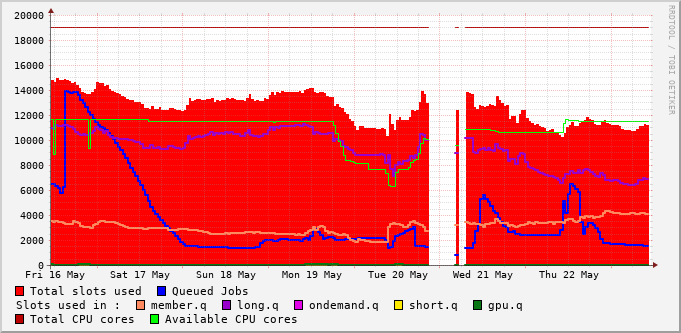 20000
18000
16000
14000
12000
10000
8000
6000
4000
2000
0
Fri 16 May Sat 17 May Sun 18 May Mon 19 May Tue 20 May Wed 21 May Thu 22 May
Total slots used Queued Jobs
Slots used in : member.q long.q ondemand.q short.q gpu.q
Total CPU cores Available CPU cores
RRDTOOL / TOBI OETIKER